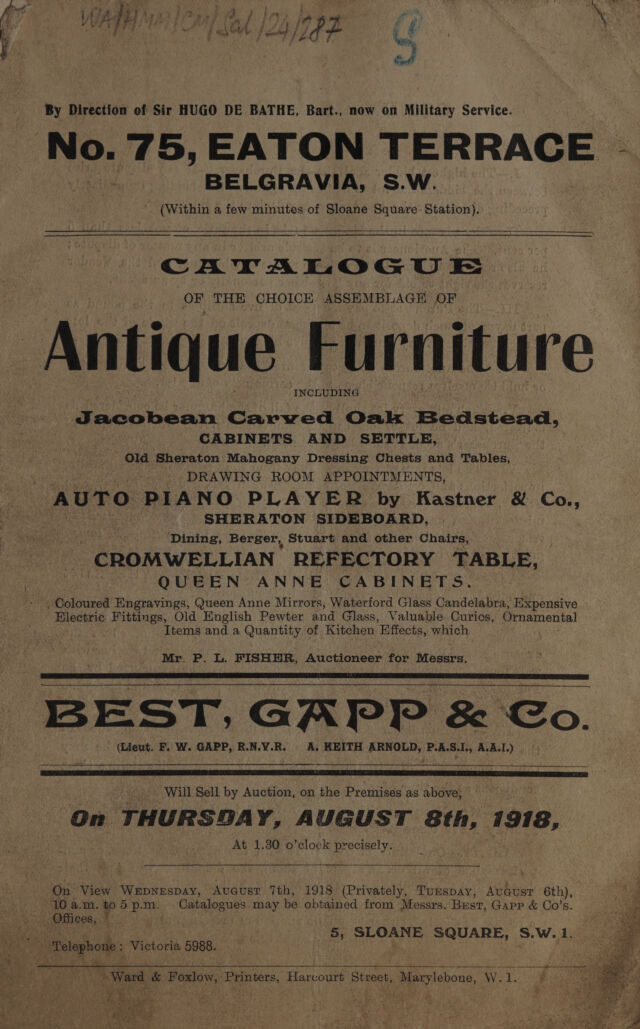 WA/HMM/CM/Sal/24/287
S
By Direction of Sir HUGO DE BATHE, Bart., now on Military Service.
No. 75, EATON TERRACE
BELGRAVIA, S.W.
(Within a few minutes of Sloane Square Station).
CATALOGUE
OF THE CHOICE ASSEMBLAGE OF
Antique Furniture
INCLUDING
Jacobean Carved Oak Bedstead,
CABINETS AND SETTLE,
Old Sheraton Mahogany Dressing Chests and Tables,
DRAWING ROOM APPOINTMENTS,
AUTO PIANO PLAYER by Kastner & Co.,
SHERATON SIDEBOARD,
Dining, Berger, Stuart and other Chairs,
CROMWELLIAN REFECTORY TABLE,
QUEEN ANNE CABINETS.
Coloured Engravings, Queen Anne Mirrors, Waterford Glass Candelabra, Expensive
Electric Fittings, Old English Pewter and Glass, Valuable Curios, Ornamental
Items and a Quantity of Kitchen Effects, which
Mr. P. L. FISHER, Auctioneer for Messrs.
BEST, GAPP & Co.
(Lieut. F. W. GAPP, R.N.V.R. A. KEITH ARNOLD, P.A.S.I., A.A.I.)
Will Sell by Auction, on the Premises as above,
On THURSDAY, AUGUST 8th, 1918,
At 1.30 o'clock precisely.
On View WEDNESDAY, AUGUST 7th, 1918 (Privately, TUESDAY, AUGUST 6th),
10 a.m. to 5 p.m. Catalogues may be obtained from Messrs. BEST, GAPP & Co's.
Offices,
5, SLOANE SQUARE, S.W. 1.
Telephone: Victoria 5988.
Ward & Foxlow, Printers, Harcourt Street, Marylebone, W. 1.